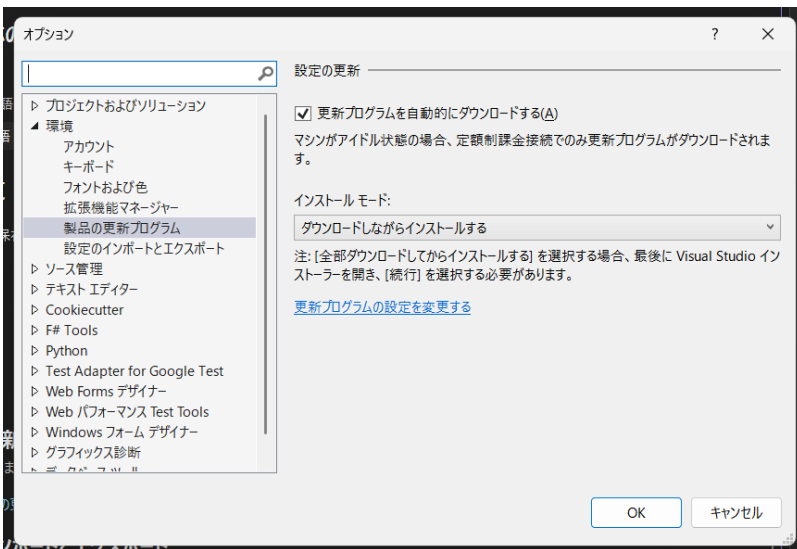 オプション
?
設定の更新
プロジェクトおよびソリューション
環境
アカウント
キーボード
フォントおよび色
拡張機能マネージャー
製品の更新プログラム
設定のインポートとエクスポート
ソース管理
テキスト エディター
Cookiecutter
F# Tools
Python
Test Adapter for Google Test
Web Forms デザイナー
Web パフォーマンス Test Tools
Windows フォーム デザイナー
グラフィックス診断
データベース ツール
更新プログラムを自動的にダウンロードする(A)
マシンがアイドル状態の場合、定額制課金接続でのみ更新プログラムがダウンロードされま
す。
インストール モード:
ダウンロードしながらインストールする
注: [全部ダウンロードしてからインストールする] を選択する場合、最後に Visual Studio イン
ストーラーを開き、[続行] を選択する必要があります。
更新プログラムの設定を変更する
OK
キャンセル